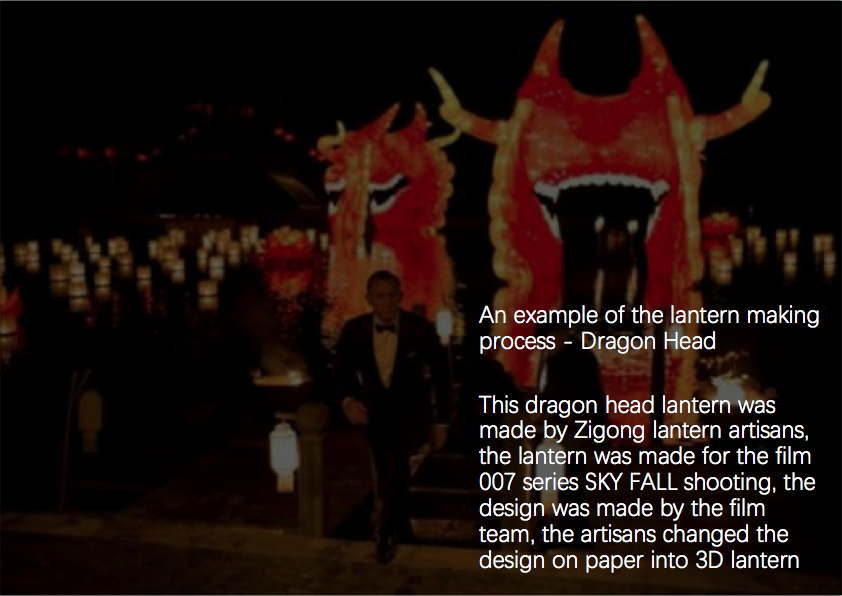 An example of the lantern making
process - Dragon Head
This dragon head lantern was
made by Zigong lantern artisans,
the lantern was made for the film
007 series SKY FALL shooting, the
design was made by the film
team, the artisans changed the
design on paper into 3D lantern